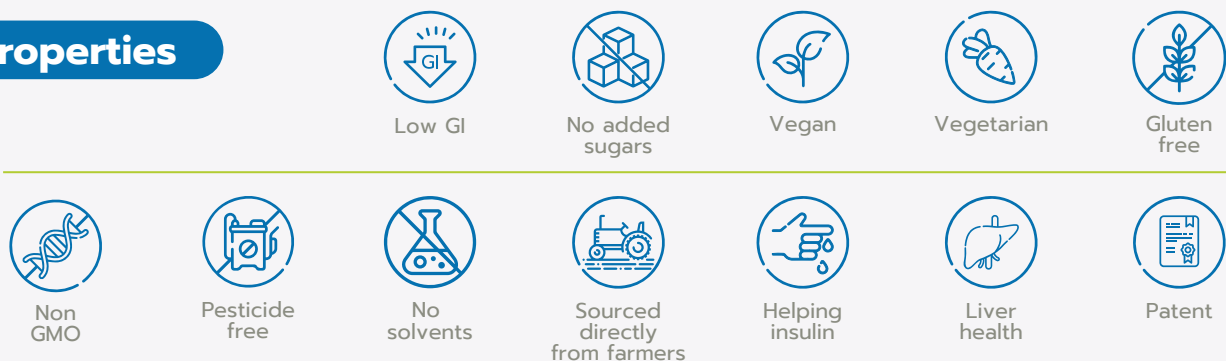 roperties
GI
Low GI
No added
sugars
Vegan
Vegetarian
Gluten
free
Non
GMO
Pesticide
free
No
solvents
Sourced
directly
from farmers
Helping
insulin
Liver
health
Patent